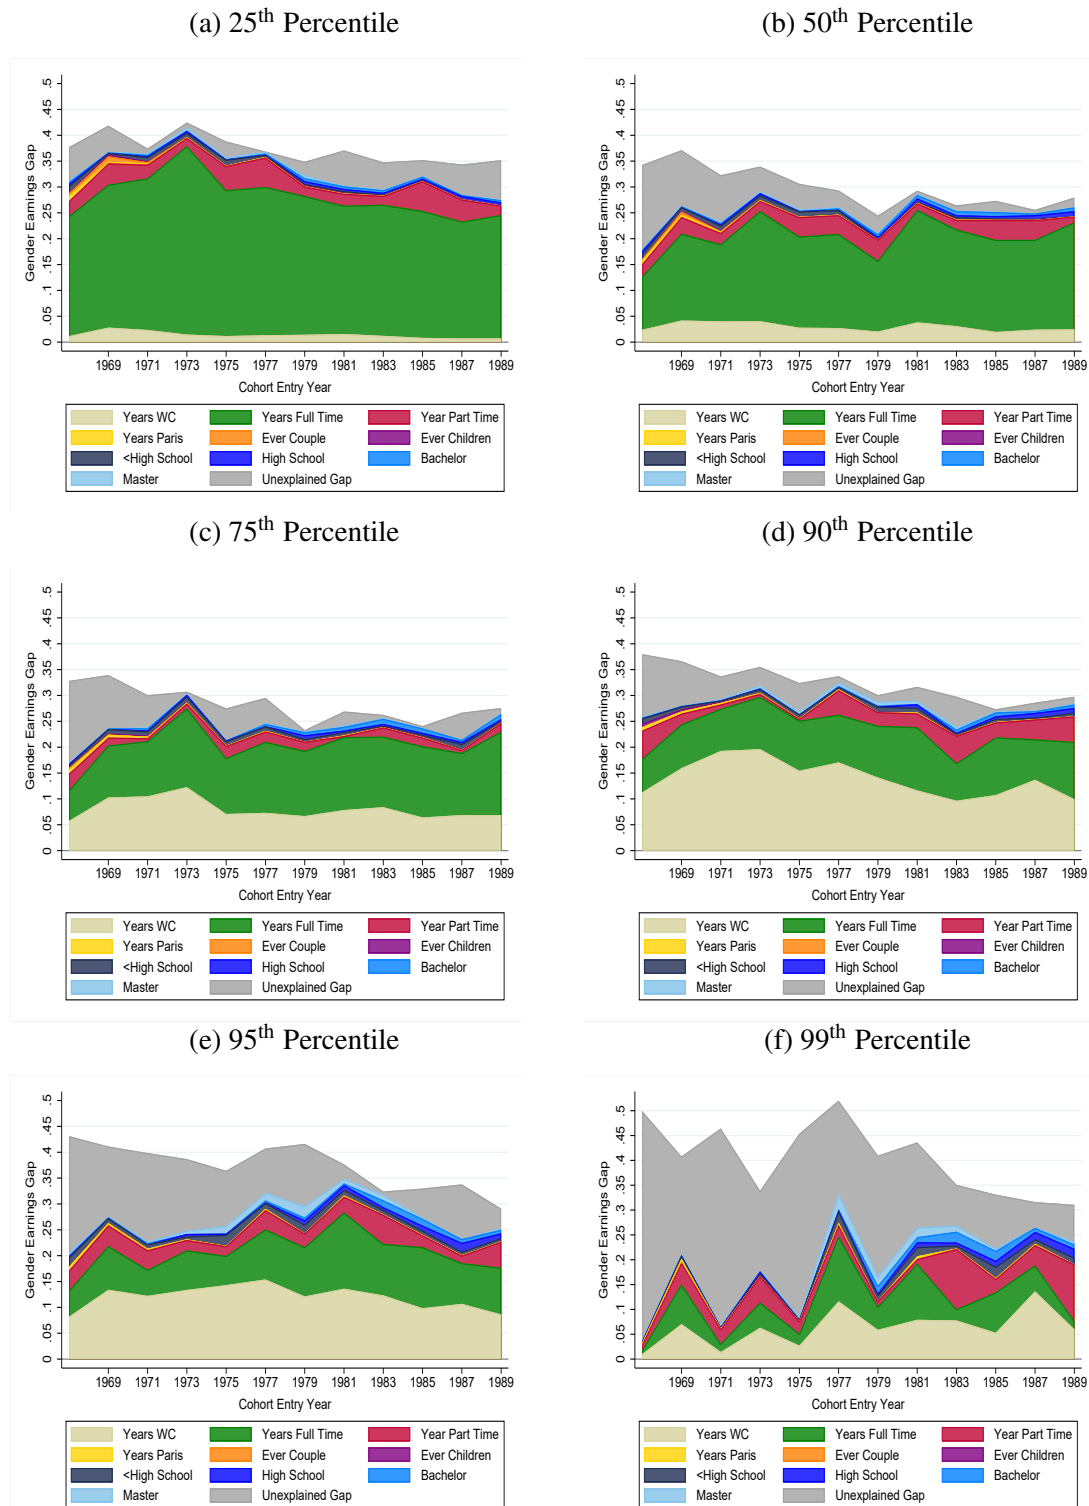 (a) 25th Percentile
Gender Earnings Gap
0 .05 .1 .15 .2 .25 .3 .35 .4 .45 .5
1969 1971 1973 1975 1977 1979 1981 1983 1985 1987 1989
Cohort Entry Year
Years WC Years Full Time Year Part Time
Years Paris Ever Couple Ever Children
<High School High School Bachelor
Master Unexplained Gap
(b) 50th Percentile
Gender Earnings Gap
0 .05 .1 .15 .2 .25 .3 .35 .4 .45 .5
1969 1971 1973 1975 1977 1979 1981 1983 1985 1987 1989
Cohort Entry Year
Years WC Years Full Time Year Part Time
Years Paris Ever Couple Ever Children
<High School High School Bachelor
Master Unexplained Gap
(c) 75th Percentile
Gender Earnings Gap
0 .05 .1 .15 .2 .25 .3 .35 .4 .45 .5
1969 1971 1973 1975 1977 1979 1981 1983 1985 1987 1989
Cohort Entry Year
Years WC Years Full Time Year Part Time
Years Paris Ever Couple Ever Children
<High School High School Bachelor
Master Unexplained Gap
(d) 90th Percentile
Gender Earnings Gap
0 .05 .1 .15 .2 .25 .3 .35 .4 .45 .5
1969 1971 1973 1975 1977 1979 1981 1983 1985 1987 1989
Cohort Entry Year
Years WC Years Full Time Year Part Time
Years Paris Ever Couple Ever Children
<High School High School Bachelor
Master Unexplained Gap
(e) 95th Percentile
Gender Earnings Gap
0 .05 .1 .15 .2 .25 .3 .35 .4 .45 .5
1969 1971 1973 1975 1977 1979 1981 1983 1985 1987 1989
Cohort Entry Year
Years WC Years Full Time Year Part Time
Years Paris Ever Couple Ever Children
<High School High School Bachelor
Master Unexplained Gap
(f) 99th Percentile
Gender Earnings Gap
0 .05 .1 .15 .2 .25 .3 .35 .4 .45 .5
1969 1971 1973 1975 1977 1979 1981 1983 1985 1987 1989
Cohort Entry Year
Years WC Years Full Time Year Part Time
Years Paris Ever Couple Ever Children
<High School High School Bachelor
Master Unexplained Gap